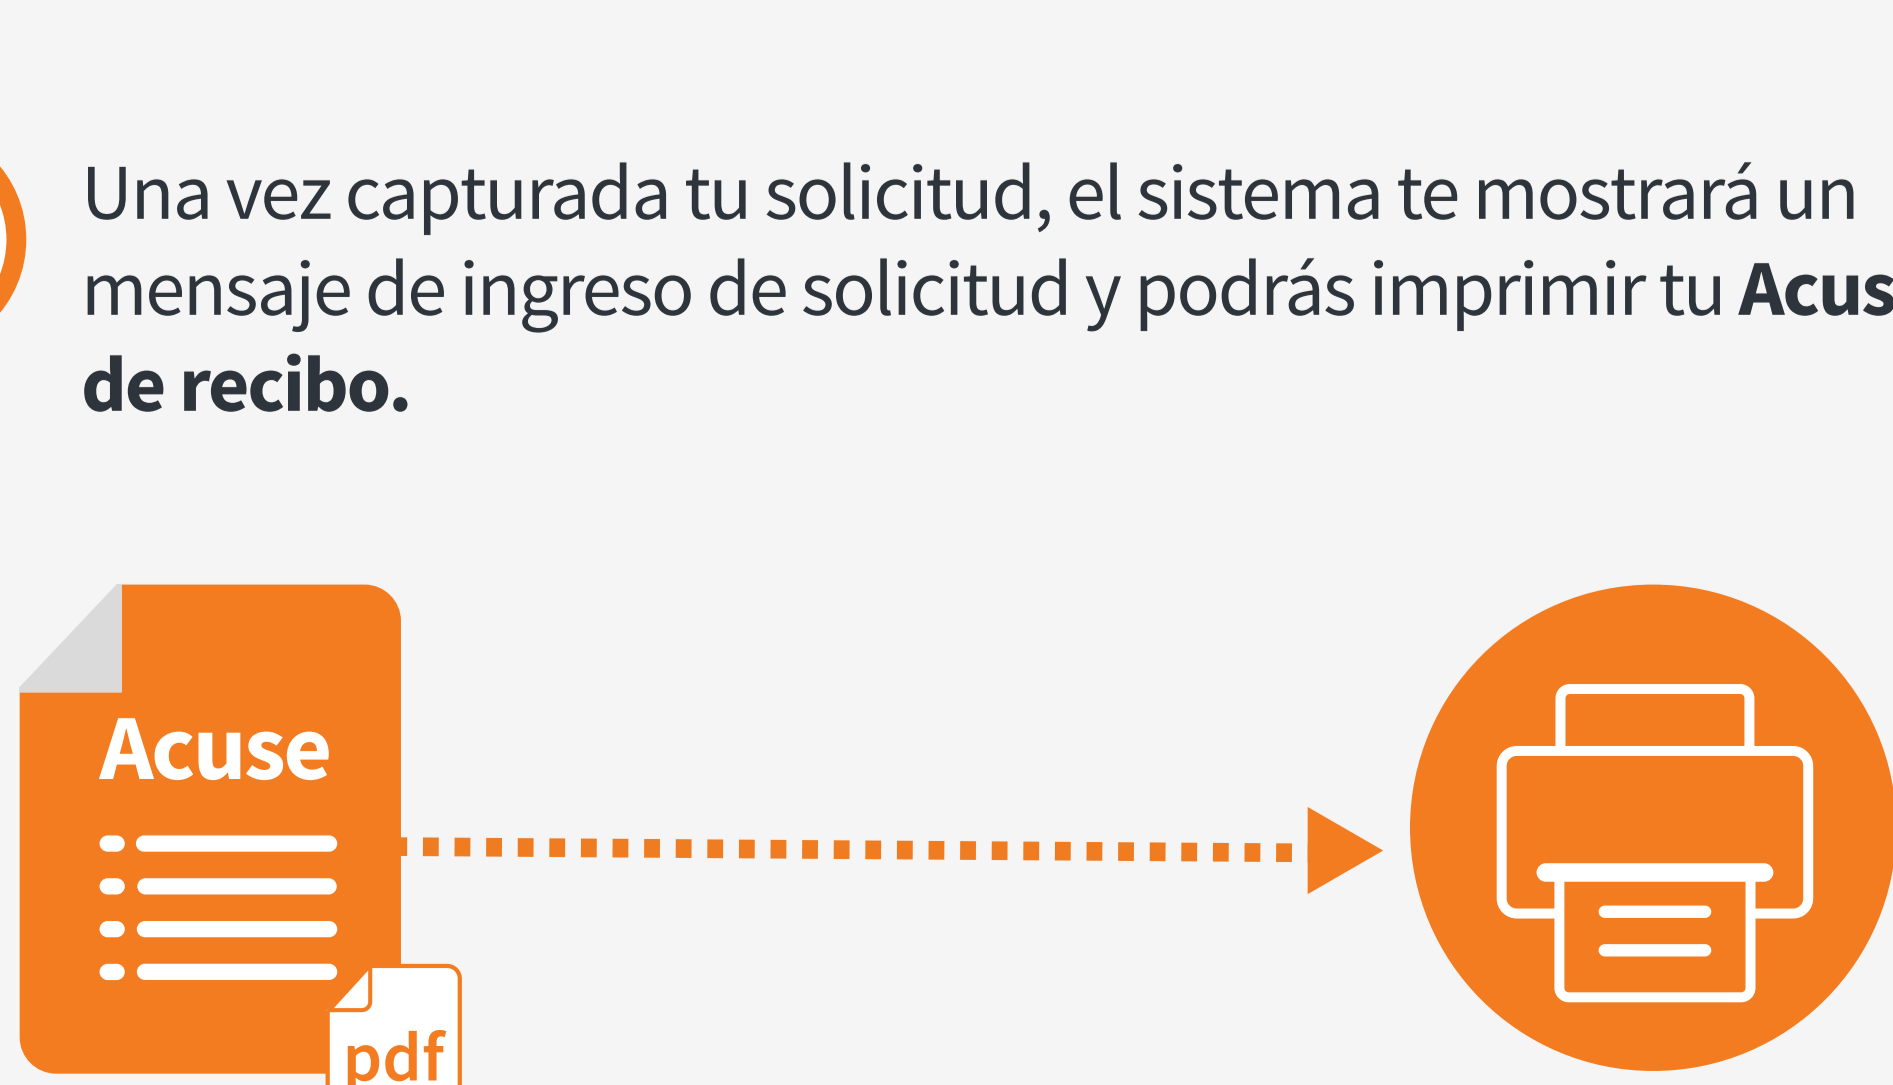 Una vez capturada tu solicitud, el sistema te mostrará un
mensaje de ingreso de solicitud y podrás imprimir tu Acus
de recibo.
Acuse
pdf